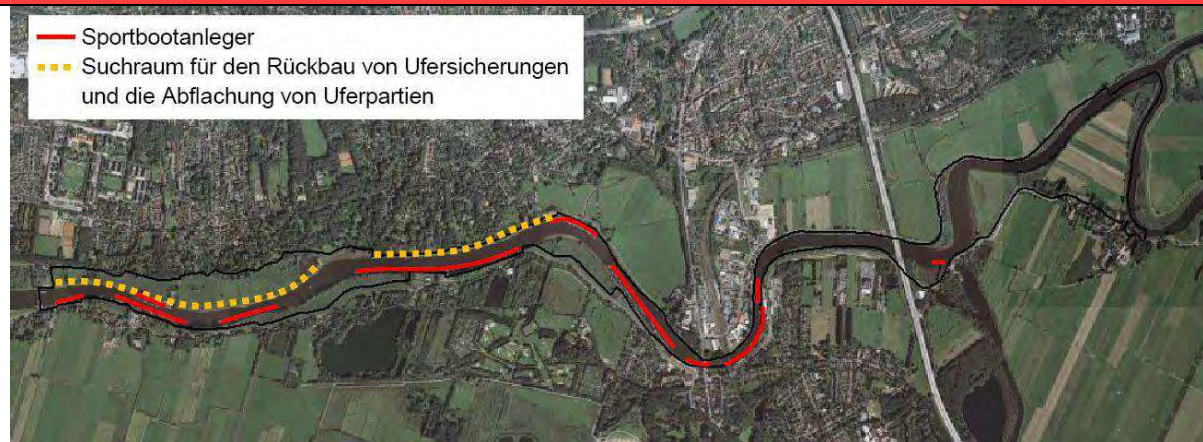 Sportbootanleger
Suchraum für den Rückbau von Ufersicherungen
und die Abflachung von Uferpartien